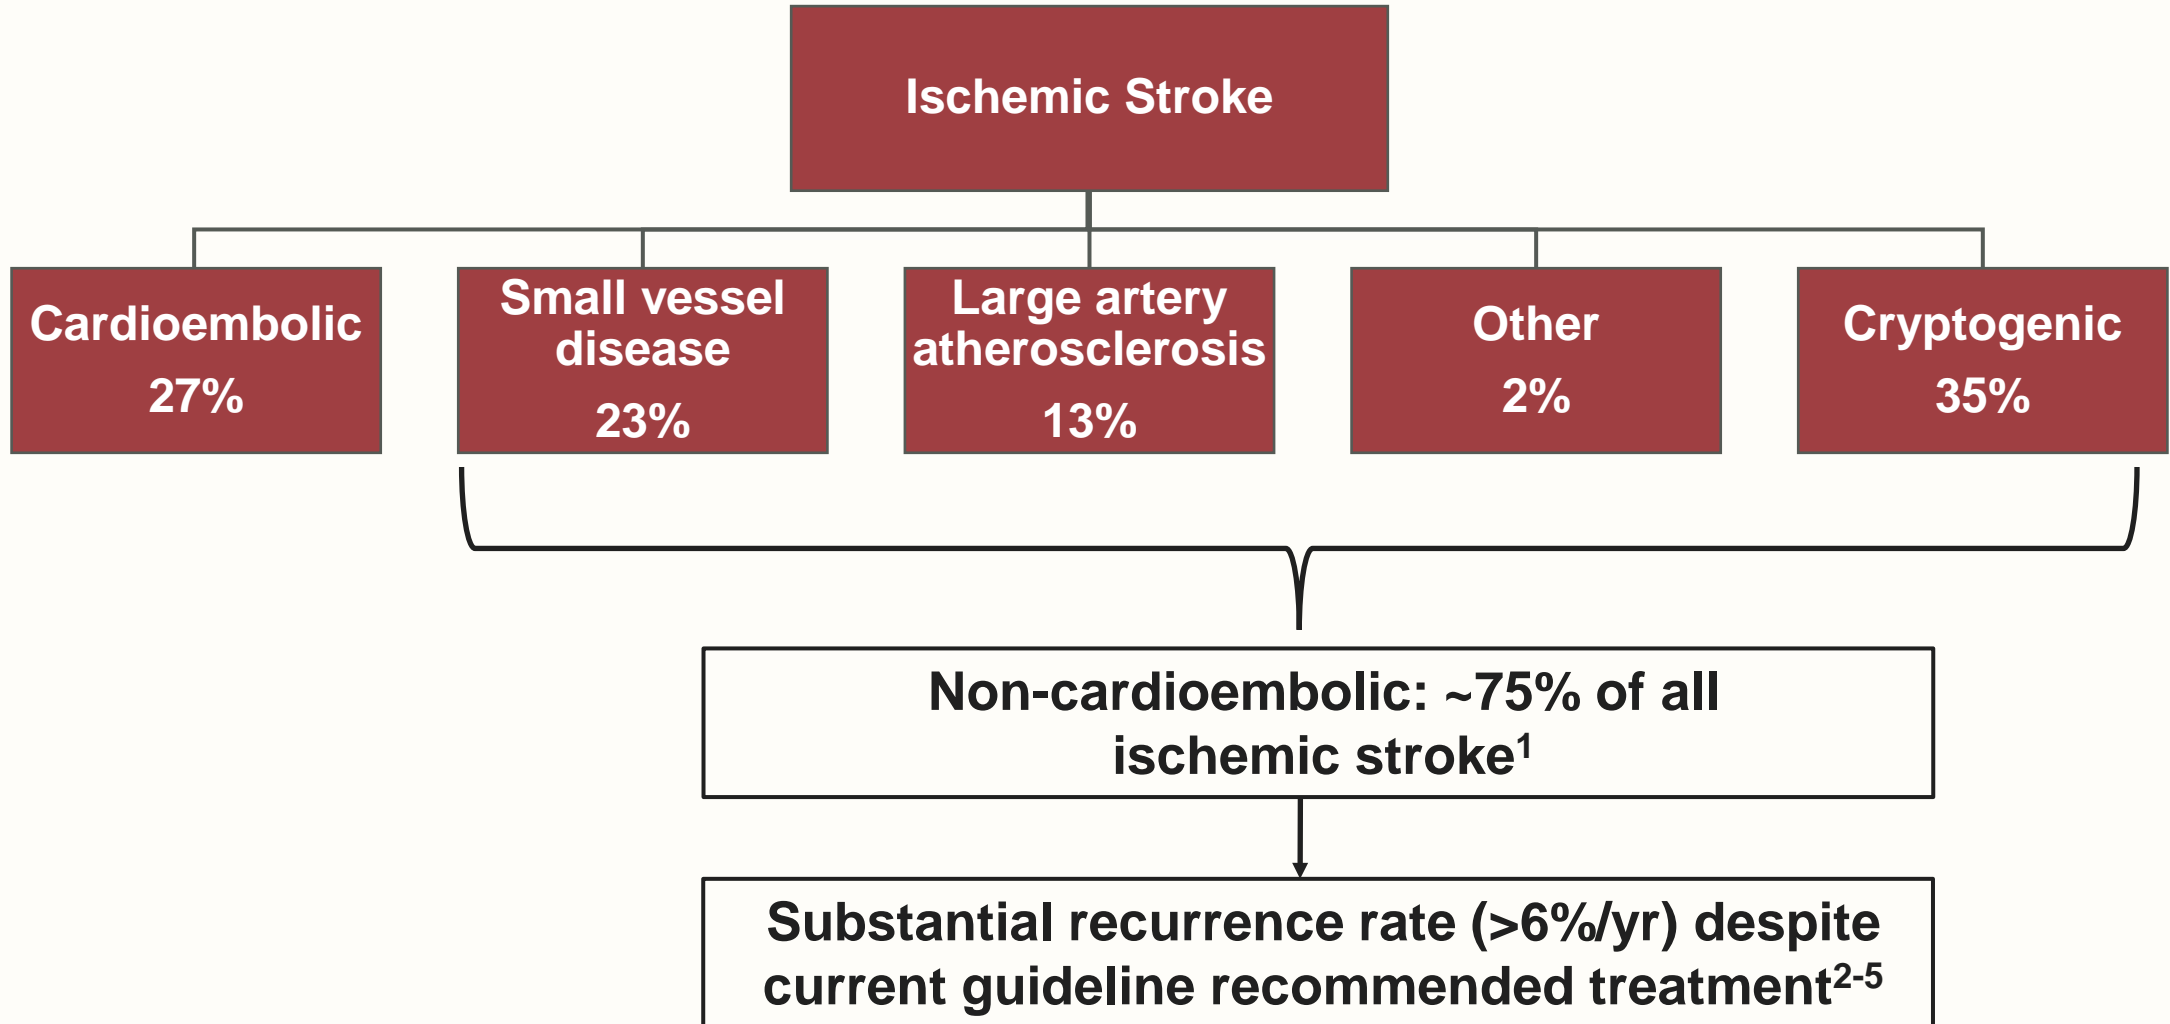 Ischemic Stroke
Cardioembolic
27%
Small vessel
disease
23%
Large artery
atherosclerosis
13%
Other
2%
Cryptogenic
35%
Non-cardioembolic: ~75% of all
ischemic stroke¹
Substantial recurrence rate (>6%/yr) despite
current guideline recommended treatment²⁻⁵